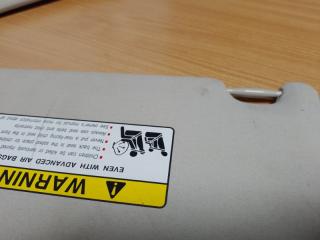 WARNIN
EVEN WITH ADVANCED AIR BAGS
• Children can be killed or seriously injured
• The back seat is the safest place for children
• Never put a rear-facing child seat in the front
• Always use seat belts and child restraints
• See owner's manual for more information about